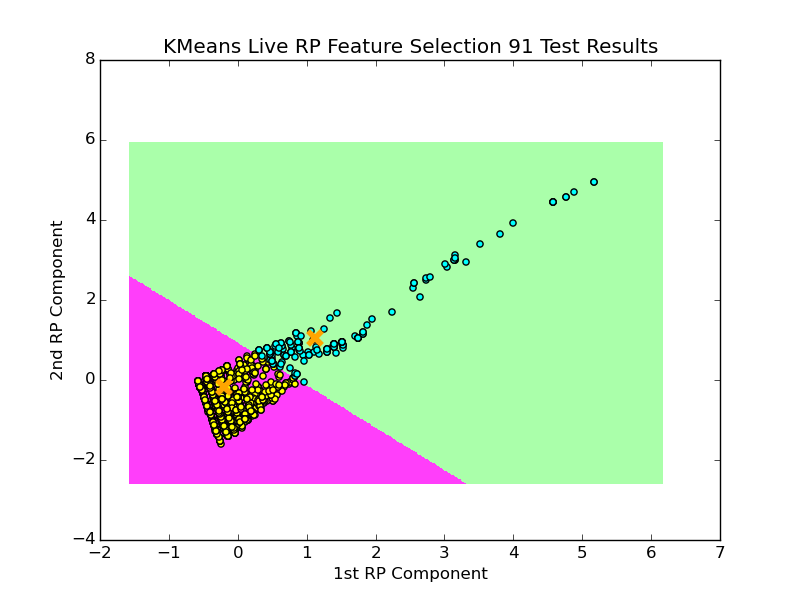 KMeans Live RP Feature Selection 91 Test Results
8
6
4
2
0
−2
−4
2nd RP Component
−2 −1 0 1 2 3 4 5 6 7
1st RP Component